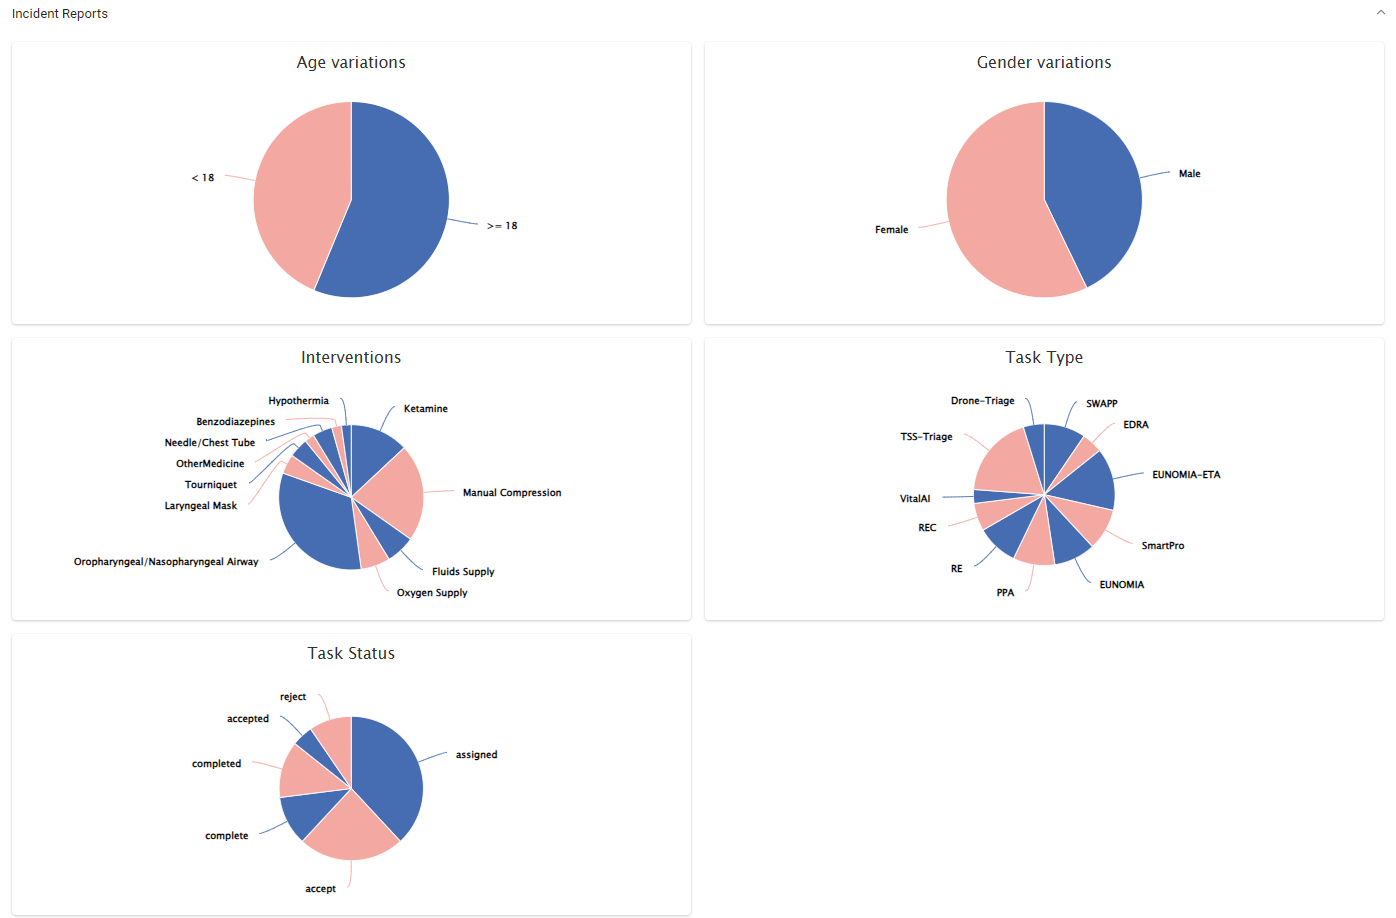 Incident Reports
Age variations
< 18
>= 18
Gender variations
Male
Female
Interventions
Hypothermia
Ketamine
Benzodiazepines
Needle/Chest Tube
OtherMedicine
Tourniquet
Laryngeal Mask
Manual Compression
Oropharyngeal/Nasopharyngeal Airway
Fluids Supply
Oxygen Supply
Task Type
Drone-Triage
SWAPP
EDRA
TSS-Triage
EUNOMIA-ETA
VitalAI
REC
SmartPro
RE
EUNOMIA
PPA
Task Status
reject
accepted
assigned
completed
complete
accept